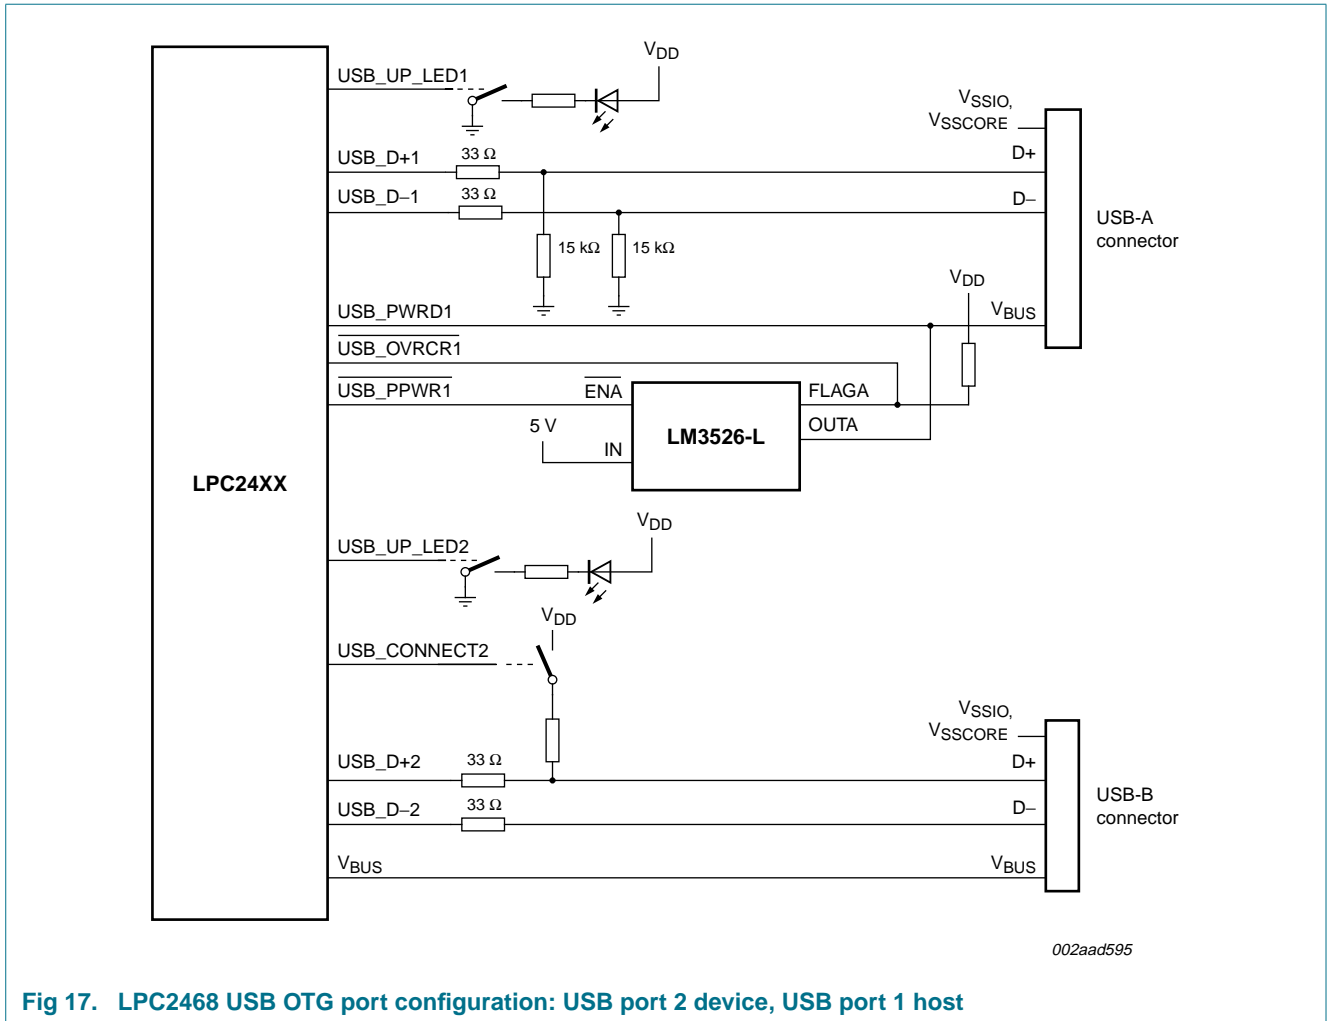 VDD
USB_UP_LED1
VSSIO,
VSSCORE
USB_D+1
33 Ω
D+
USB_D−1
33 Ω
D−
USB-A
connector
15 kΩ
15 kΩ
VDD
USB_PWRD1
VBUS
USB_OVRCR1
USB_PPWR1
ENA
FLAGA
5 V
OUTA
LM3526-L
IN
LPC24XX
VDD
USB_UP_LED2
VDD
USB_CONNECT2
VSSIO,
VSSCORE
USB_D+2
33 Ω
D+
USB_D−2
33 Ω
D−
USB-B
connector
VBUS
VBUS
002aad595
Fig 17. LPC2468 USB OTG port configuration: USB port 2 device, USB port 1 host